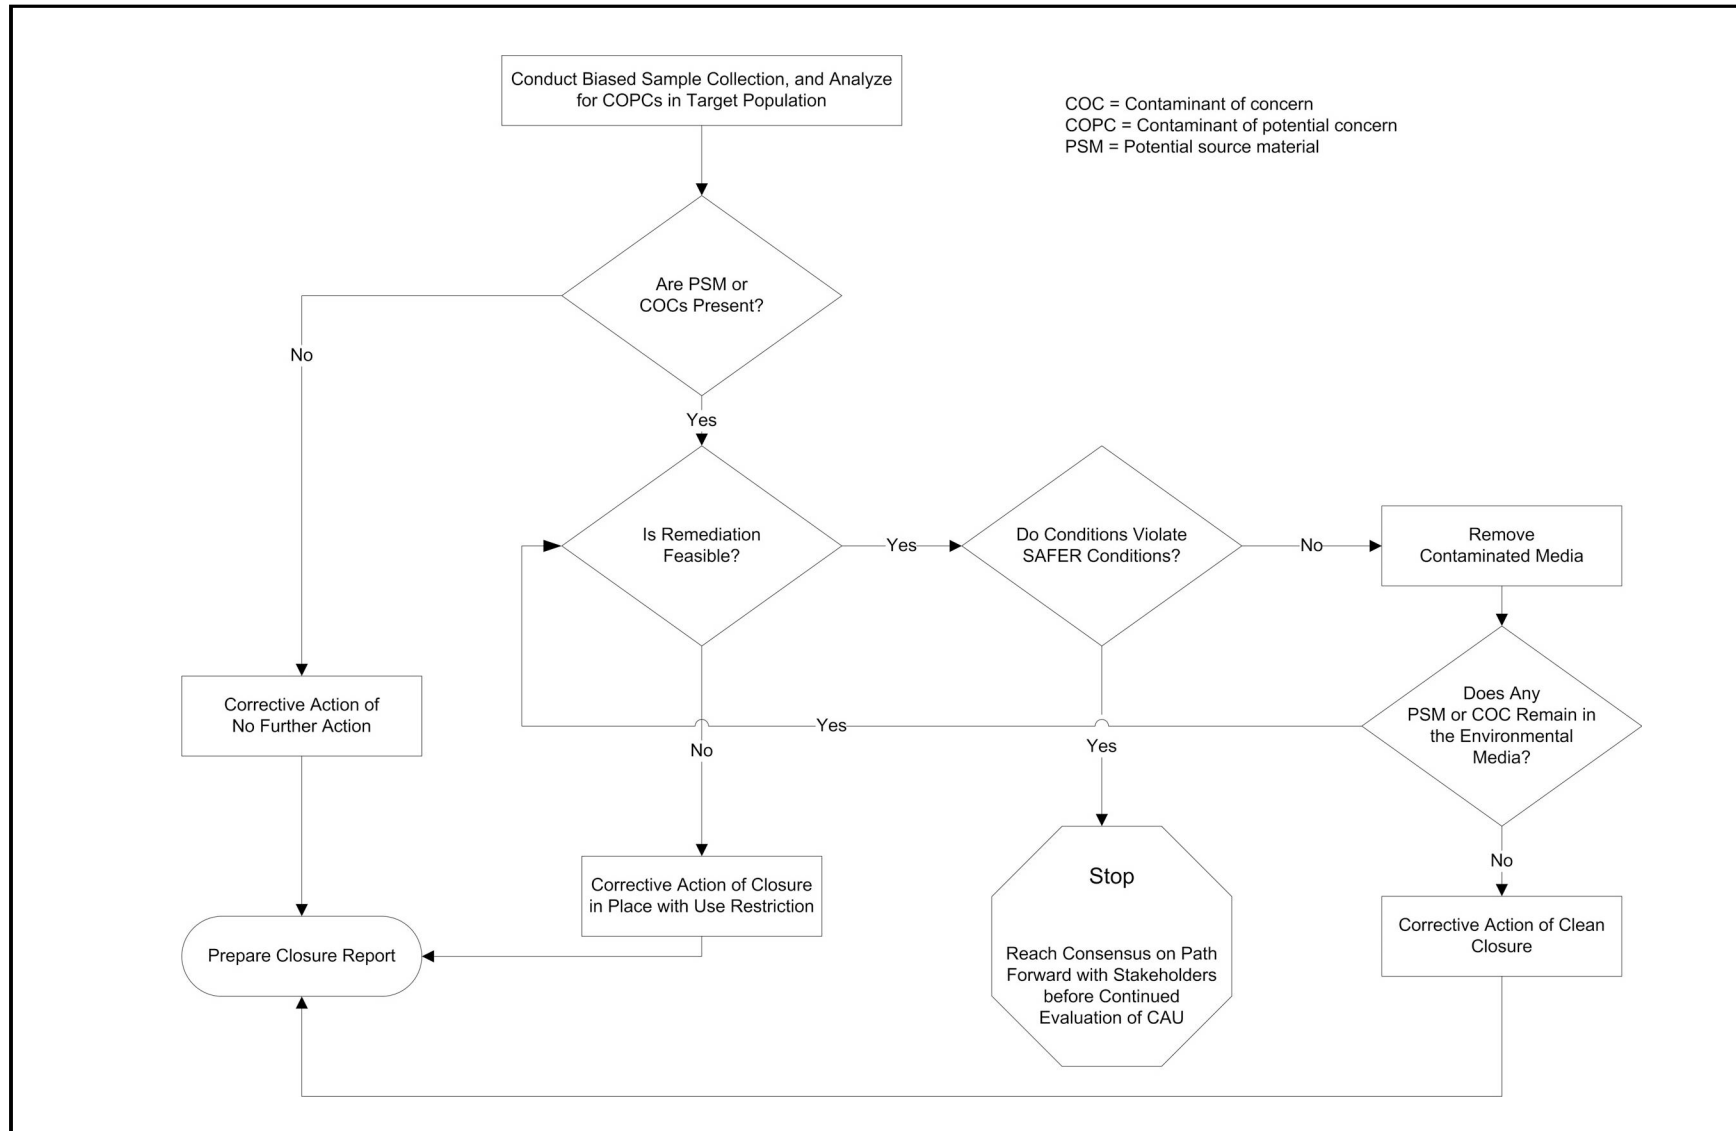 Conduct Biased Sample Collection, and Analyze
for COPCs in Target Population
COC = Contaminant of concern
COPC = Contaminant of potential concern
PSM = Potential source material
Are PSM or
COCs Present?
No
Yes
Is Remediation
Feasible?
Yes
Do Conditions Violate
SAFER Conditions?
No
Remove
Contaminated Media
Does Any
PSM or COC Remain in
the Environmental
Media?
Yes
No
Yes
No
Corrective Action of
No Further Action
Corrective Action of Closure
in Place with Use Restriction
Stop
Reach Consensus on Path
Forward with Stakeholders
before Continued
Evaluation of CAU
Corrective Action of Clean
Closure
Prepare Closure Report